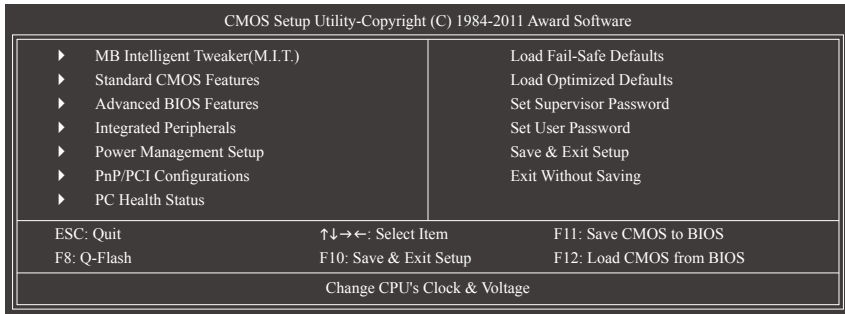 CMOS Setup Utility-Copyright (C) 1984-2011 Award Software
MB Intelligent Tweaker(M.I.T.)
Standard CMOS Features
Advanced BIOS Features
Integrated Peripherals
Power Management Setup
PnP/PCI Configurations
PC Health Status
Load Fail-Safe Defaults
Load Optimized Defaults
Set Supervisor Password
Set User Password
Save & Exit Setup
Exit Without Saving
ESC: Quit ↑↓→←: Select Item F11: Save CMOS to BIOS
F8: Q-Flash F10: Save & Exit Setup F12: Load CMOS from BIOS
Change CPU's Clock & Voltage